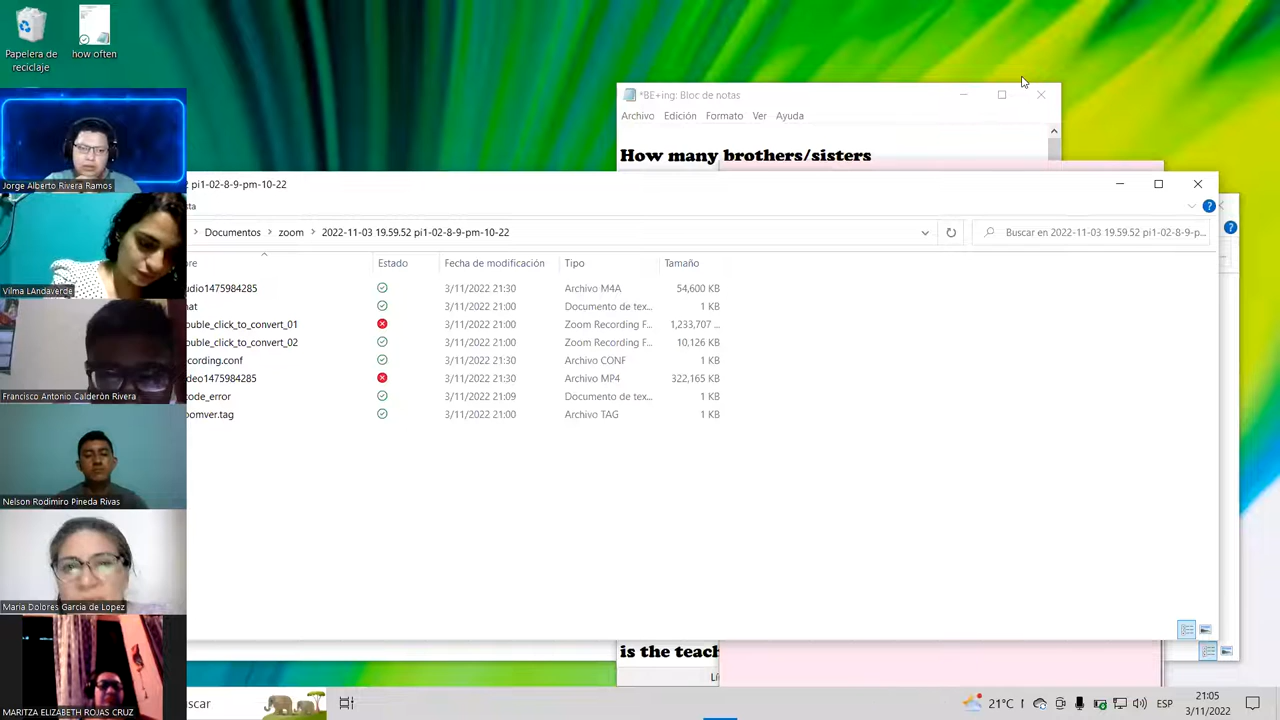 Papelera de
reciclaje
how often
*BE+ing: Bloc de notas
Archivo Edición Formato Ver Ayuda
How many brothers/sisters
pi1-02-8-9-pm-10-22
Documentos > zoom > 2022-11-03 19.59.52 pi1-02-8-9-pm-10-22
Buscar en 2022-11-03 19.59.52 pi1-02-8-9-p...
re Estado Fecha de modificación Tipo Tamaño
udio1475984285 3/11/2022 21:30 Archivo M4A 54,600 KB
hat 3/11/2022 21:00 Documento de tex... 1 KB
ouble_click_to_convert_01 3/11/2022 21:00 Zoom Recording F... 1,233,707 ...
ouble_click_to_convert_02 3/11/2022 21:00 Zoom Recording F... 10,126 KB
cording.conf 3/11/2022 21:30 Archivo CONF 1 KB
deo1475984285 3/11/2022 21:30 Archivo MP4 322,165 KB
ode_error 3/11/2022 21:09 Documento de tex... 1 KB
omver.tag 3/11/2022 21:00 Archivo TAG 1 KB
Jorge Alberto Rivera Ramos
Vilma LAndaverde
Francisco Antonio Calderòn Rivera
Nelson Rodimiro Pineda Rivas
Maria Dolores Garcia de Lopez
MARITZA ELIZABETH ROJAS CRUZ
is the teach
Lí
scar
21°C
ESP
21:05
3/11/2022